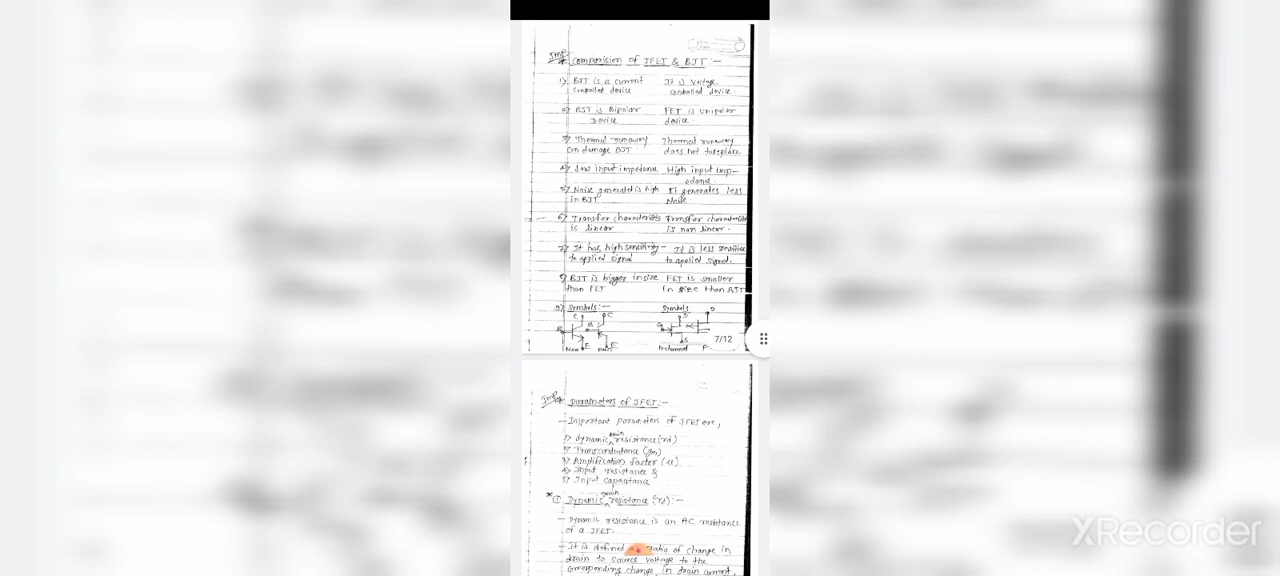 Imp
Comparision of JFET & BJT :-
1) BJT is a current It is voltage
controlled device controlled device.
2) BJT is Bipolar FET is unipolar
Device device.
3) Thermal runaway Thermal runaway
can damage BJT. does not takeplace
4) Low input impedance High input imp-
edance.
5) Noise generated is high It generates less
in BJT Noise
6) Transfer characteristics Transfer characteristics
is linear is non linear.
7) It has high sensitivity It is less sensitive
to applied signal to applied signal.
8) BJT is bigger in size FET is smaller
than FET in size than BJT
9) Symbols:- Symbols
C C D D
B G
E E S
N-channel P
7/12
Imp
Parameters of JFET:-
- Important parameters of JFET are,
1) dynamic drain resistance (rd)
2) Transconductance (gm)
3) Amplification factor (μ)
4) Input resistance &
5) Input capacitance
* ① Dynamic drain resistance (rd) :-
- Dynamic resistance is an AC resistance
of a JFET.
- It is defined as ratio of change in
drain to source voltage to the
corresponding change in drain current,
XRecorder